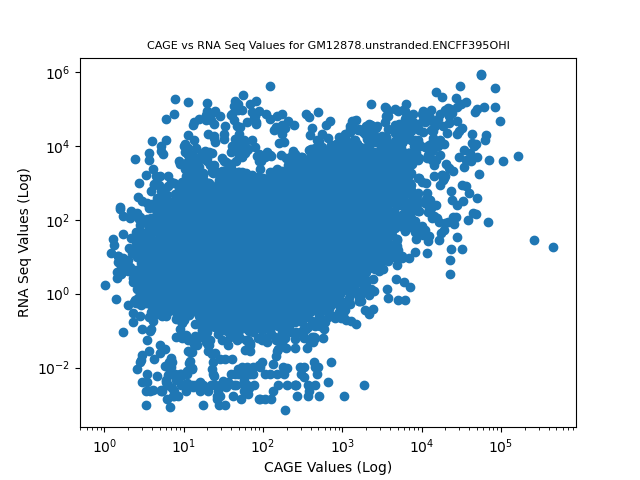 CAGE vs RNA Seq Values for GM12878.unstranded.ENCFF395OHI
10⁶
10⁴
10²
10⁰
10⁻²
RNA Seq Values (Log)
10⁰ 10¹ 10² 10³ 10⁴ 10⁵
CAGE Values (Log)